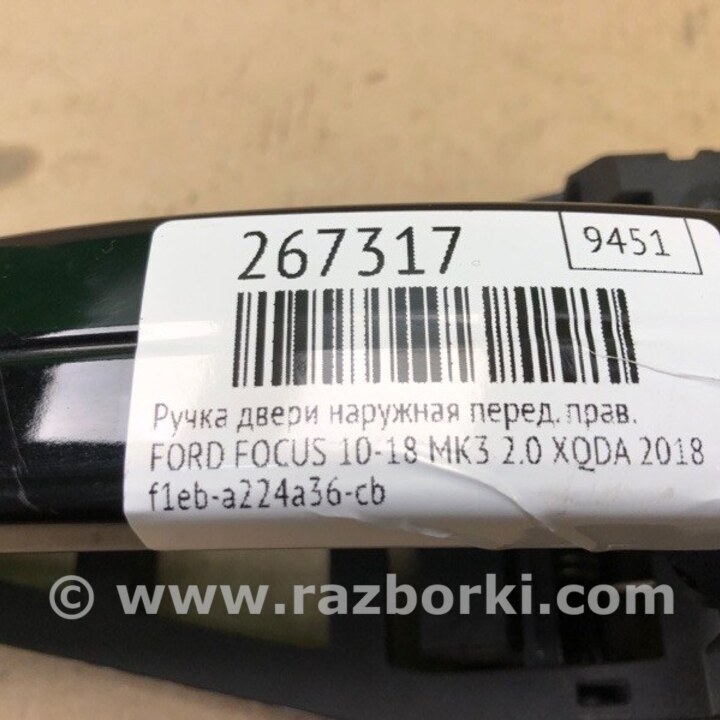 267317
9451
Ручка двери наружная перед. прав.
FORD FOCUS 10-18 MK3 2.0 XQDA 2018
f1eb-a224a36-cb
© www.razborki.com